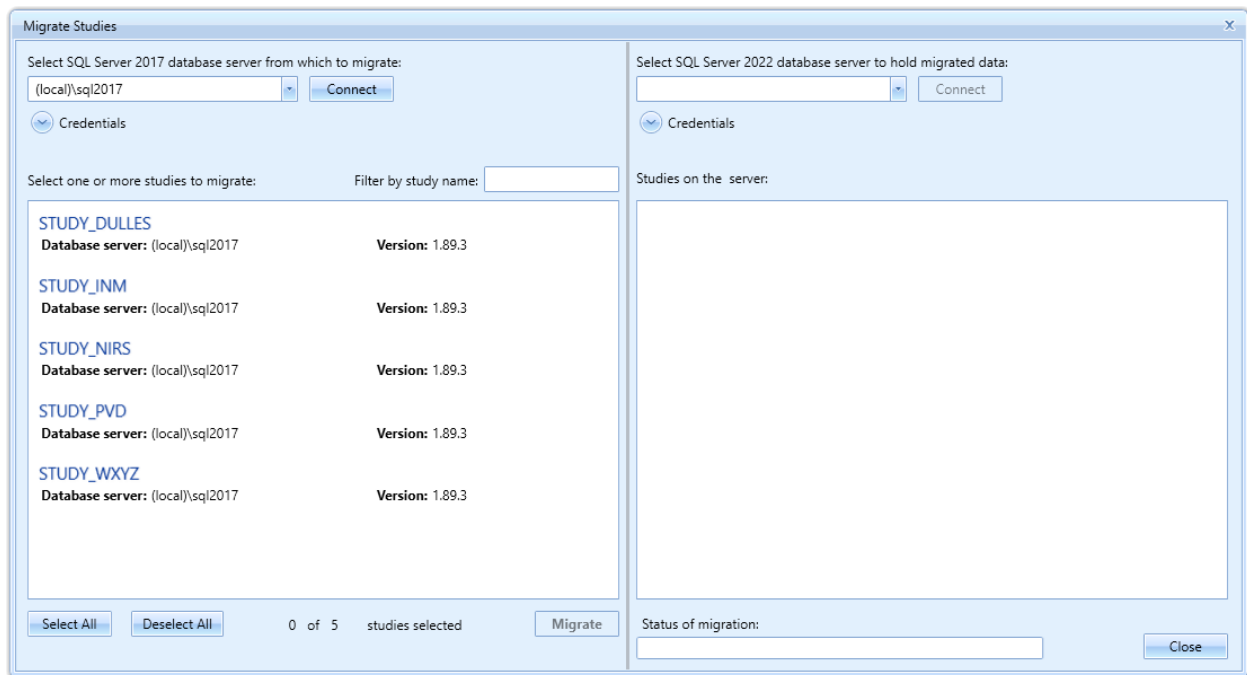 Migrate Studies
Select SQL Server 2017 database server from which to migrate:
(local)\sql2017
Connect
Credentials
Select one or more studies to migrate:
Filter by study name:
STUDY_DULLES
Database server: (local)\sql2017 Version: 1.89.3
STUDY_INM
Database server: (local)\sql2017 Version: 1.89.3
STUDY_NIRS
Database server: (local)\sql2017 Version: 1.89.3
STUDY_PVD
Database server: (local)\sql2017 Version: 1.89.3
STUDY_WXYZ
Database server: (local)\sql2017 Version: 1.89.3
Select All
Deselect All
0 of 5 studies selected
Migrate
Select SQL Server 2022 database server to hold migrated data:
Connect
Credentials
Studies on the server:
Status of migration:
Close